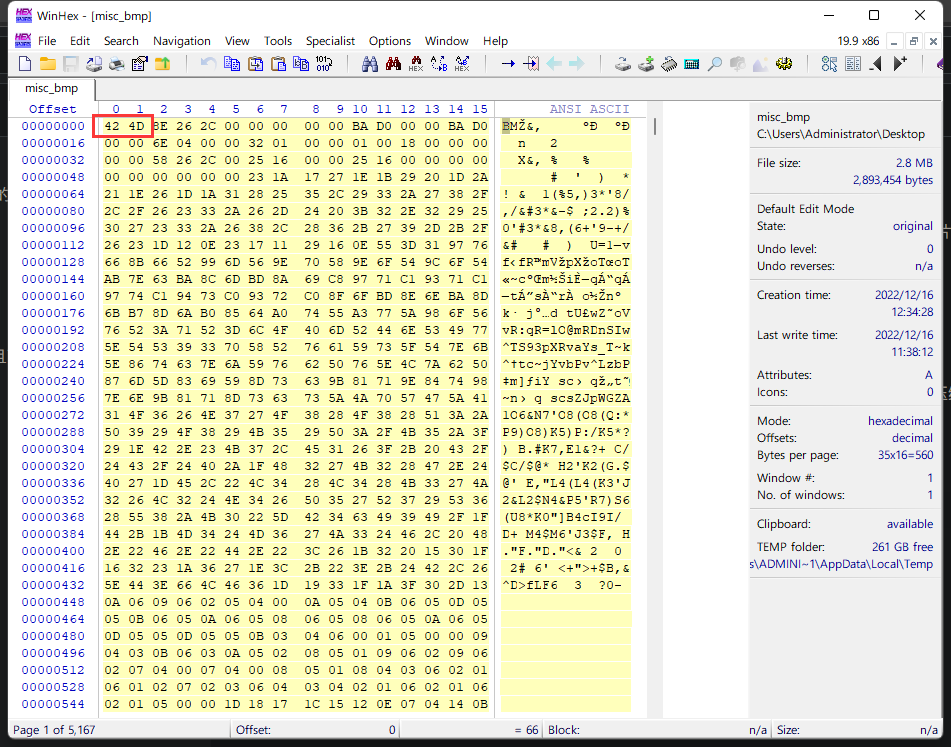 WinHex - [misc_bmp]
File Edit Search Navigation View Tools Specialist Options Window Help
19.9 x86
misc_bmp
Offset 0 1 2 3 4 5 6 7 8 9 10 11 12 13 14 15 ANSI ASCII
00000000 42 4D 8E 26 2C 00 00 00 00 00 BA D0 00 00 BA D0 BMŽ&, ºÐ ºÐ
00000016 00 00 6E 04 00 00 32 01 00 00 01 00 18 00 00 00 n 2
00000032 00 00 58 26 2C 00 25 16 00 00 25 16 00 00 00 00 X&, % %
00000048 00 00 00 00 00 00 23 1A 17 27 1E 1B 29 20 1D 2A # ' ) *
00000064 21 1E 26 1D 1A 31 28 25 35 2C 29 33 2A 27 38 2F ! & 1(%5,)3*'8/
00000080 2C 2F 26 23 33 2A 26 2D 24 20 3B 32 2E 32 29 25 ,/&#3*&-$ ;2.2)%
00000096 30 27 23 33 2A 26 38 2C 28 36 2B 27 39 2D 2B 2F 0'#3*&8,(6+'9-+/
00000112 26 23 1D 12 0E 23 17 11 29 16 0E 55 3D 31 97 76 &# # ) U=1—v
00000128 66 8B 66 52 99 6D 56 9E 70 58 9E 6F 54 9C 6F 54 f‹fR™mVžpXžoTœoT
00000144 AB 7E 63 BA 8C 6D BD 8A 69 C8 97 71 C1 93 71 C1 «~cºŒm½ŠiÈ—qÁ“qÁ
00000160 97 74 C1 94 73 C0 93 72 C0 8F 6F BD 8E 6E BA 8D —tÁ”sÀ“rÀ o½Žnº
00000176 6B B7 8D 6A B0 85 64 A0 74 55 A3 77 5A 98 6F 56 k· j°…d tU£wZ˜oV
00000192 76 52 3A 71 52 3D 6C 4F 40 6D 52 44 6E 53 49 77 vR:qR=lO@mRDnSIw
00000208 5E 54 53 39 33 70 58 52 76 61 59 73 5F 54 7E 6B ^TS93pXRvaYs_T~k
00000224 5E 86 74 63 7E 6A 59 76 62 50 76 5E 4C 7A 62 50 ^†tc~jYvbPv^LzbP
00000240 87 6D 5D 83 69 59 8D 73 63 9B 81 71 9E 84 74 98 ‡m]ƒiY sc› qž„t˜
00000256 7E 6E 9B 81 71 8D 73 63 73 5A 4A 70 57 47 5A 41 ~n› q scsZJpWGZA
00000272 31 4F 36 26 4E 37 27 4F 38 28 4F 38 28 51 3A 2A 1O6&N7'O8(O8(Q:*
00000288 50 39 29 4F 38 29 4B 35 29 50 3A 2F 4B 35 2A 3F P9)O8)K5)P:/K5*?
00000304 29 1E 42 2E 23 4B 37 2C 45 31 26 3F 2B 20 43 2F ) B.#K7,E1&?+ C/
00000320 24 43 2F 24 40 2A 1F 48 32 27 4B 32 28 47 2E 24 $C/$@* H2'K2(G.$
00000336 40 27 1D 45 2C 22 4C 34 28 4C 34 28 4B 33 27 4A @' E,"L4(L4(K3'J
00000352 32 26 4C 32 24 4E 34 26 50 35 27 52 37 29 53 36 2&L2$N4&P5'R7)S6
00000368 28 55 38 2A 4B 30 22 5D 42 34 63 49 39 49 2F 1F (U8*K0"]B4cI9I/
00000384 44 2B 1B 4D 34 24 4D 36 27 4A 33 24 46 2C 20 48 D+ M4$M6'J3$F, H
00000400 2E 22 46 2E 22 44 2E 22 3C 26 1B 32 20 15 30 1F ."F."D."<& 2 0
00000416 16 32 23 1A 36 27 1E 3C 2B 22 3E 2B 24 42 2C 26 2# 6' <+">+$B,&
00000432 5E 44 3E 66 4C 46 36 1D 19 33 1F 1A 3F 30 2D 13 ^D>fLF6 3 ?0-
00000448 0A 06 09 06 02 05 04 00 0A 05 04 0B 06 05 0D 05
00000464 05 0B 06 05 0A 06 05 08 06 05 08 06 05 0A 06 05
00000480 0D 05 05 0D 05 05 0B 03 04 06 00 01 05 00 00 09
00000496 04 03 0B 06 03 0A 05 02 08 05 01 09 06 02 09 06
00000512 02 07 04 00 07 04 00 08 05 01 08 04 03 06 02 01
00000528 06 01 02 07 02 03 06 04 03 04 02 01 06 02 01 06
00000544 02 01 05 00 00 1D 18 17 1C 15 12 0E 07 04 14 0B
misc_bmp
C:\Users\Administrator\Desktop
File size: 2.8 MB
2,893,454 bytes
Default Edit Mode
State: original
Undo level: 0
Undo reverses: n/a
Creation time: 2022/12/16
12:34:28
Last write time: 2022/12/16
11:38:12
Attributes: A
Icons: 0
Mode: hexadecimal
Offsets: decimal
Bytes per page: 35x16=560
Window #: 1
No. of windows: 1
Clipboard: available
TEMP folder: 261 GB free
s\ADMINI~1\AppData\Local\Temp
Page 1 of 5,167 Offset: 0 = 66 Block: n/a Size: n/a